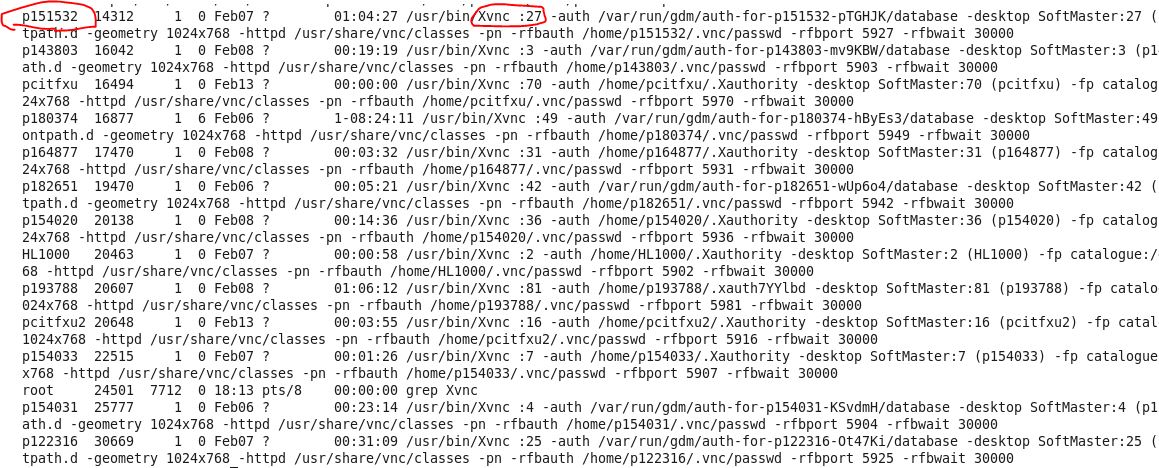 p151532  14312     1  0 Feb07 ?        01:04:27 /usr/bin/Xvnc :27 -auth /var/run/gdm/auth-for-p151532-pTGHJK/database -desktop SoftMaster:27 (
tpath.d -geometry 1024x768 -httpd /usr/share/vnc/classes -pn -rfbauth /home/p151532/.vnc/passwd -rfbport 5927 -rfbwait 30000
p143803  16042     1  0 Feb08 ?        00:19:19 /usr/bin/Xvnc :3 -auth /var/run/gdm/auth-for-p143803-mv9KBW/database -desktop SoftMaster:3 (p1
ath.d -geometry 1024x768 -httpd /usr/share/vnc/classes -pn -rfbauth /home/p143803/.vnc/passwd -rfbport 5903 -rfbwait 30000
pcitfxu  16494     1  0 Feb13 ?        00:00:00 /usr/bin/Xvnc :70 -auth /home/pcitfxu/.Xauthority -desktop SoftMaster:70 (pcitfxu) -fp catalog
24x768 -httpd /usr/share/vnc/classes -pn -rfbauth /home/pcitfxu/.vnc/passwd -rfbport 5970 -rfbwait 30000
p180374  16877     1  6 Feb06 ?        1-08:24:11 /usr/bin/Xvnc :49 -auth /var/run/gdm/auth-for-p180374-hByEs3/database -desktop SoftMaster:49
ontpath.d -geometry 1024x768 -httpd /usr/share/vnc/classes -pn -rfbauth /home/p180374/.vnc/passwd -rfbport 5949 -rfbwait 30000
p164877  17470     1  0 Feb08 ?        00:03:32 /usr/bin/Xvnc :31 -auth /home/p164877/.Xauthority -desktop SoftMaster:31 (p164877) -fp catalog
24x768 -httpd /usr/share/vnc/classes -pn -rfbauth /home/p164877/.vnc/passwd -rfbport 5931 -rfbwait 30000
p182651  19470     1  0 Feb06 ?        00:05:21 /usr/bin/Xvnc :42 -auth /var/run/gdm/auth-for-p182651-wUp6o4/database -desktop SoftMaster:42 (
tpath.d -geometry 1024x768 -httpd /usr/share/vnc/classes -pn -rfbauth /home/p182651/.vnc/passwd -rfbport 5942 -rfbwait 30000
p154020  20138     1  0 Feb08 ?        00:14:36 /usr/bin/Xvnc :36 -auth /home/p154020/.Xauthority -desktop SoftMaster:36 (p154020) -fp catalog
24x768 -httpd /usr/share/vnc/classes -pn -rfbauth /home/p154020/.vnc/passwd -rfbport 5936 -rfbwait 30000
HL1000   20463     1  0 Feb07 ?        00:00:58 /usr/bin/Xvnc :2 -auth /home/HL1000/.Xauthority -desktop SoftMaster:2 (HL1000) -fp catalogue:/
68 -httpd /usr/share/vnc/classes -pn -rfbauth /home/HL1000/.vnc/passwd -rfbport 5902 -rfbwait 30000
p193788  20607     1  0 Feb08 ?        01:06:12 /usr/bin/Xvnc :81 -auth /home/p193788/.xauth7YYlbd -desktop SoftMaster:81 (p193788) -fp catalo
024x768 -httpd /usr/share/vnc/classes -pn -rfbauth /home/p193788/.vnc/passwd -rfbport 5981 -rfbwait 30000
pcitfxu2 20648     1  0 Feb13 ?        00:03:55 /usr/bin/Xvnc :16 -auth /home/pcitfxu2/.Xauthority -desktop SoftMaster:16 (pcitfxu2) -fp catal
1024x768 -httpd /usr/share/vnc/classes -pn -rfbauth /home/pcitfxu2/.vnc/passwd -rfbport 5916 -rfbwait 30000
p154033  22515     1  0 Feb07 ?        00:01:26 /usr/bin/Xvnc :7 -auth /home/p154033/.Xauthority -desktop SoftMaster:7 (p154033) -fp catalogue
x768 -httpd /usr/share/vnc/classes -pn -rfbauth /home/p154033/.vnc/passwd -rfbport 5907 -rfbwait 30000
root     24501  7712  0 18:13 pts/8    00:00:00 grep Xvnc
p154031  25777     1  0 Feb06 ?        00:23:14 /usr/bin/Xvnc :4 -auth /var/run/gdm/auth-for-p154031-KSvdmH/database -desktop SoftMaster:4 (p1
ath.d -geometry 1024x768 -httpd /usr/share/vnc/classes -pn -rfbauth /home/p154031/.vnc/passwd -rfbport 5904 -rfbwait 30000
p122316  30669     1  0 Feb07 ?        00:31:09 /usr/bin/Xvnc :25 -auth /var/run/gdm/auth-for-p122316-Ot47Ki/database -desktop SoftMaster:25 (
tpath.d -geometry 1024x768 -httpd /usr/share/vnc/classes -pn -rfbauth /home/p122316/.vnc/passwd -rfbport 5925 -rfbwait 30000